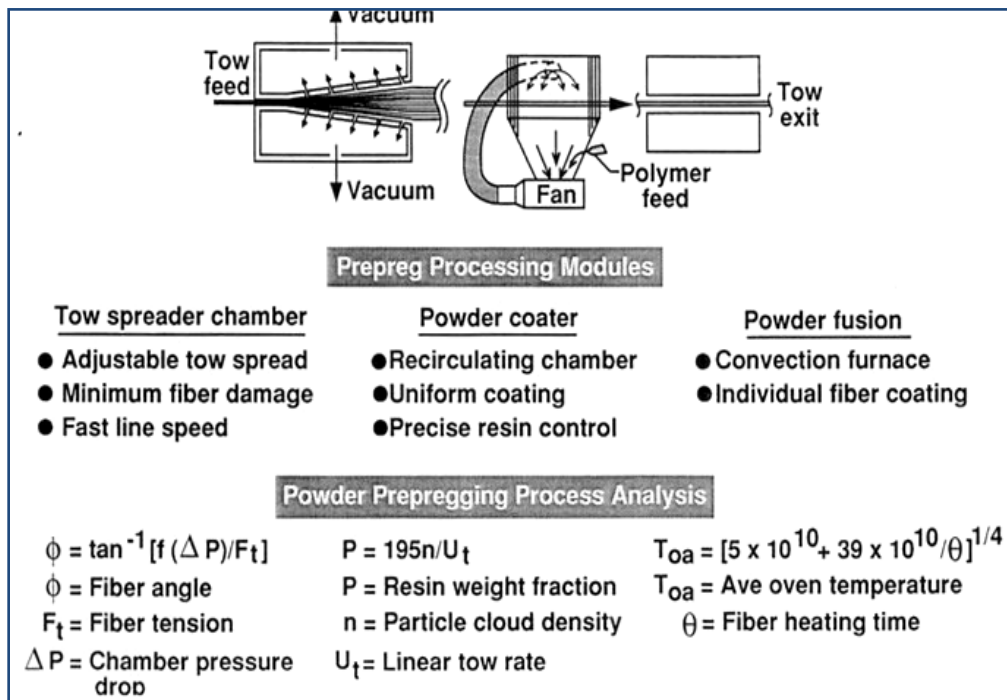 Vacuum
Tow feed
Vacuum
Fan
Polymer feed
Tow exit
Prepreg Processing Modules
Tow spreader chamber
● Adjustable tow spread
● Minimum fiber damage
● Fast line speed
Powder coater
●Recirculating chamber
●Uniform coating
●Precise resin control
Powder fusion
● Convection furnace
● Individual fiber coating
Powder Prepregging Process Analysis
ϕ = tan⁻¹ [f (Δ P)/Fₜ]
ϕ = Fiber angle
Fₜ = Fiber tension
Δ P = Chamber pressure
drop
P = 195n/Uₜ
P = Resin weight fraction
n = Particle cloud density
Uₜ = Linear tow rate
Tₒₐ = [5 x 10¹⁰ + 39 x 10¹⁰/θ]¹/⁴
Tₒₐ = Ave oven temperature
θ = Fiber heating time